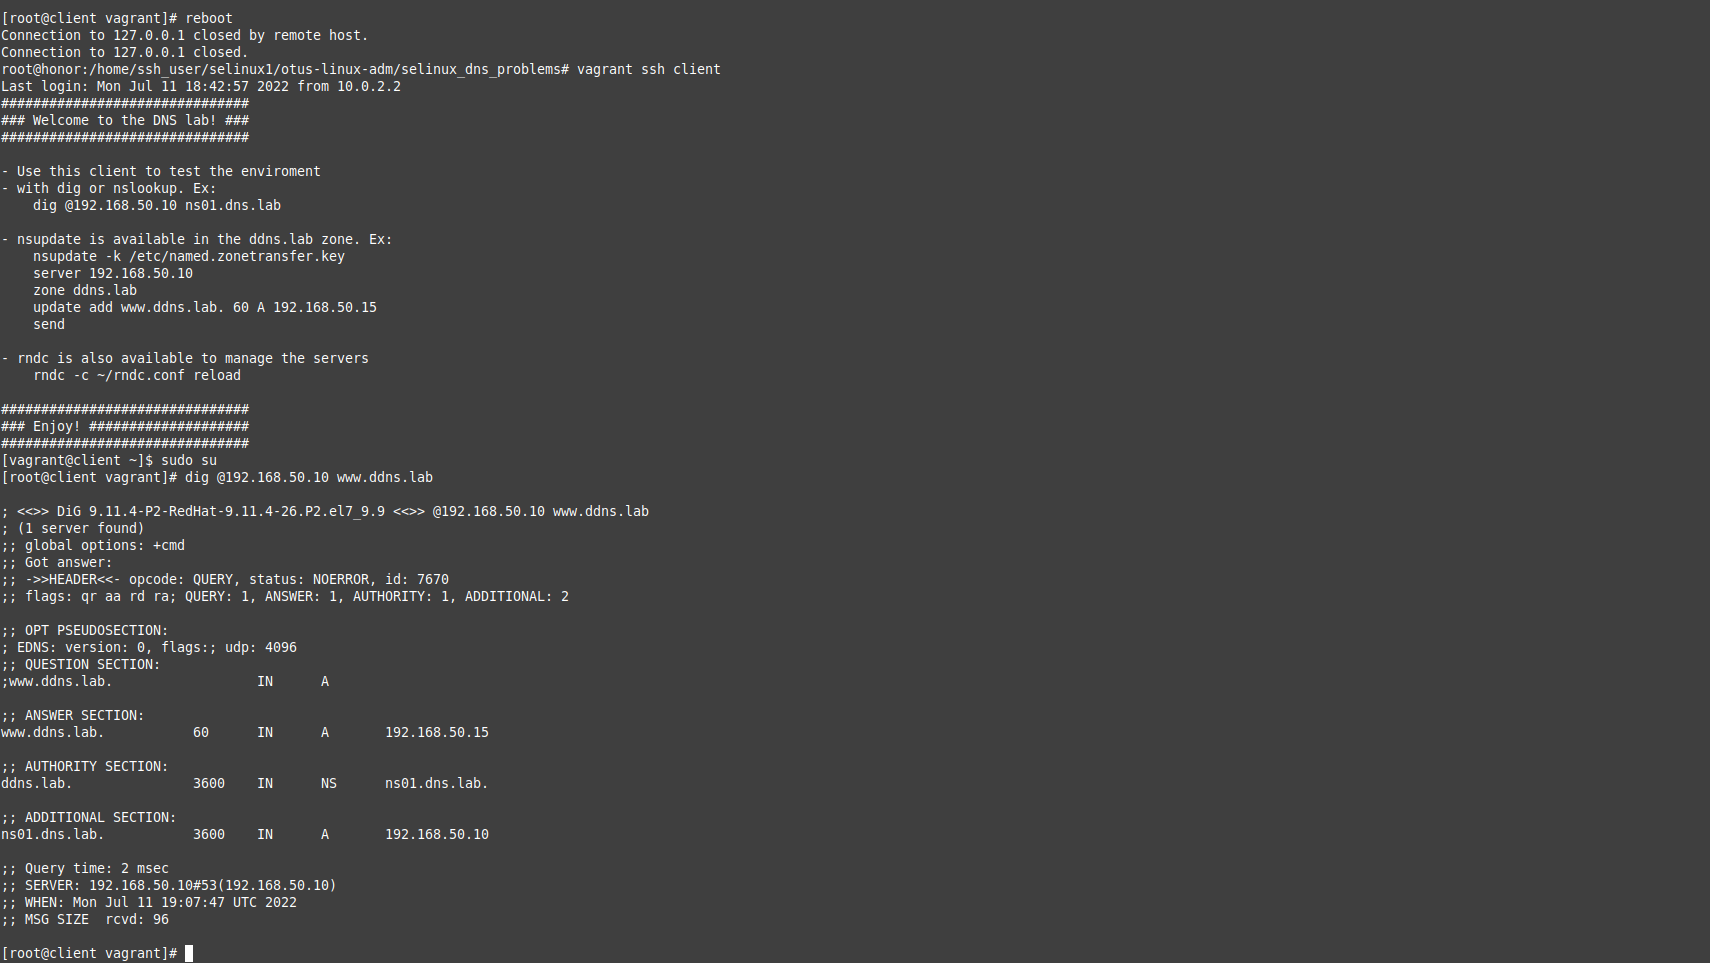 [root@client vagrant]# reboot
Connection to 127.0.0.1 closed by remote host.
Connection to 127.0.0.1 closed.
root@honor:/home/ssh_user/selinux1/otus-linux-adm/selinux_dns_problems# vagrant ssh client
Last login: Mon Jul 11 18:42:57 2022 from 10.0.2.2
###############################
### Welcome to the DNS lab! ###
###############################

- Use this client to test the enviroment
- with dig or nslookup. Ex:
    dig @192.168.50.10 ns01.dns.lab

- nsupdate is available in the ddns.lab zone. Ex:
    nsupdate -k /etc/named.zonetransfer.key
    server 192.168.50.10
    zone ddns.lab
    update add www.ddns.lab. 60 A 192.168.50.15
    send

- rndc is also available to manage the servers
    rndc -c ~/rndc.conf reload

###############################
### Enjoy! ####################
###############################
[vagrant@client ~]$ sudo su
[root@client vagrant]# dig @192.168.50.10 www.ddns.lab

; <<>> DiG 9.11.4-P2-RedHat-9.11.4-26.P2.el7_9.9 <<>> @192.168.50.10 www.ddns.lab
; (1 server found)
;; global options: +cmd
;; Got answer:
;; ->>HEADER<<- opcode: QUERY, status: NOERROR, id: 7670
;; flags: qr aa rd ra; QUERY: 1, ANSWER: 1, AUTHORITY: 1, ADDITIONAL: 2

;; OPT PSEUDOSECTION:
; EDNS: version: 0, flags:; udp: 4096
;; QUESTION SECTION:
;www.ddns.lab.                  IN      A

;; ANSWER SECTION:
www.ddns.lab.           60      IN      A       192.168.50.15

;; AUTHORITY SECTION:
ddns.lab.               3600    IN      NS      ns01.dns.lab.

;; ADDITIONAL SECTION:
ns01.dns.lab.           3600    IN      A       192.168.50.10

;; Query time: 2 msec
;; SERVER: 192.168.50.10#53(192.168.50.10)
;; WHEN: Mon Jul 11 19:07:47 UTC 2022
;; MSG SIZE  rcvd: 96

[root@client vagrant]#